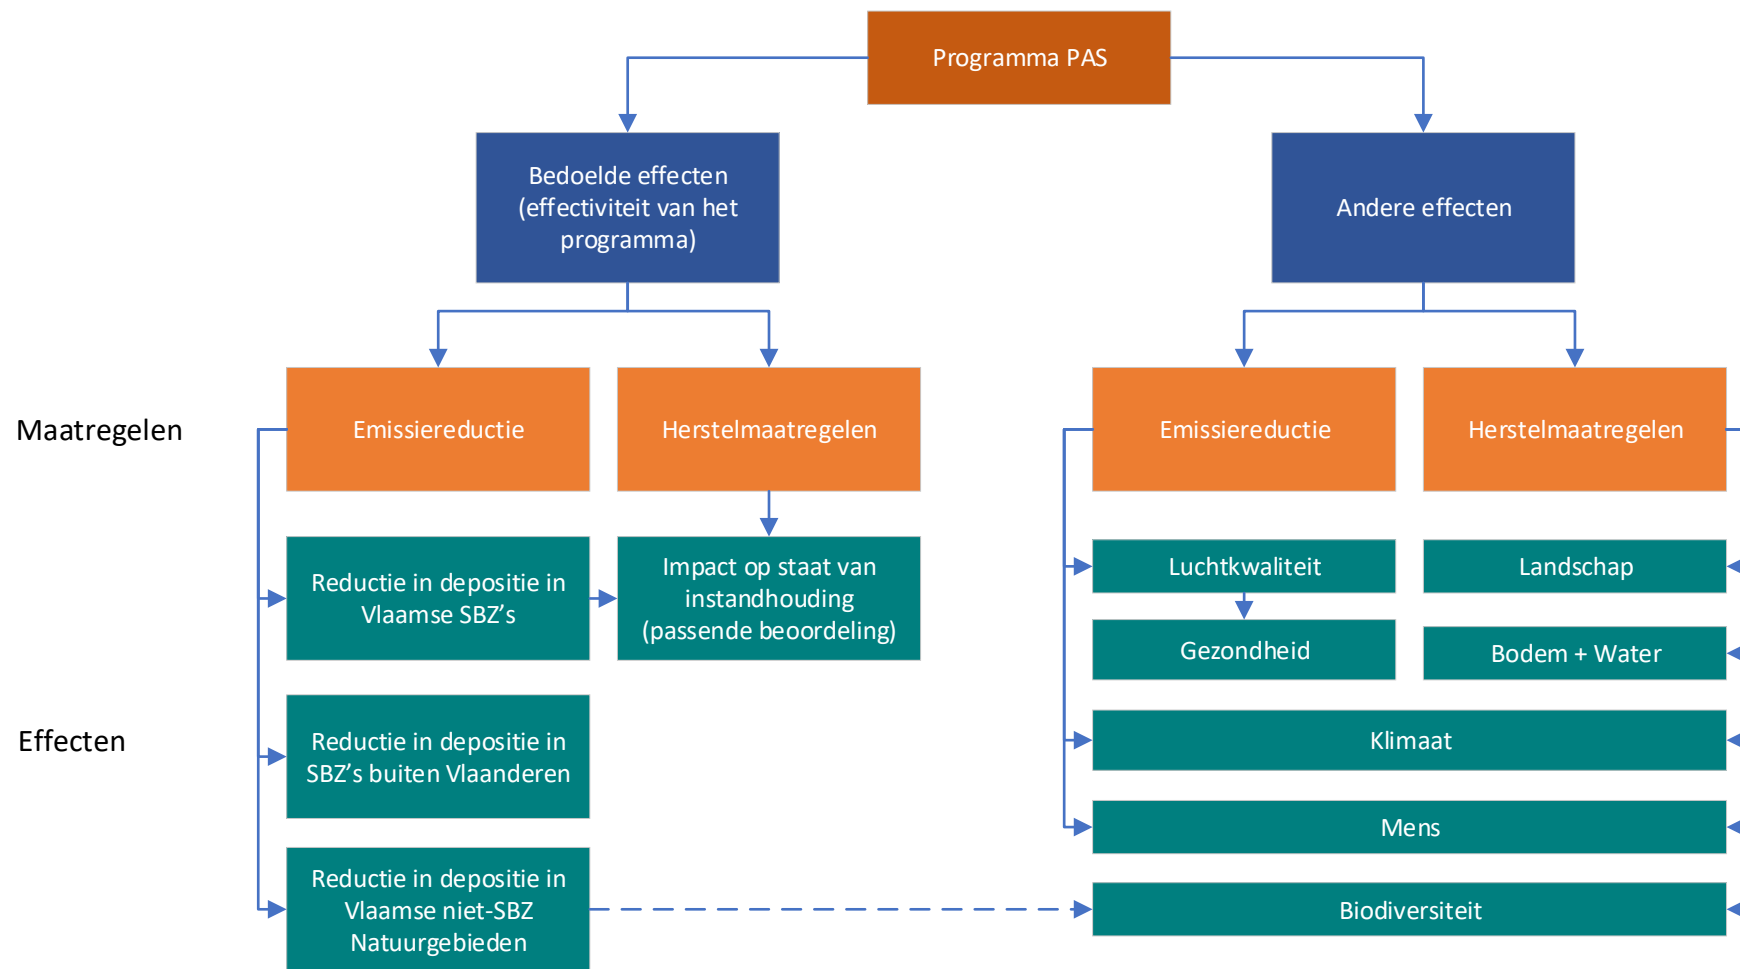 Programma PAS
Bedoelde effecten
(effectiviteit van het
programma)
Andere effecten
Maatregelen
Emissiereductie
Herstelmaatregelen
Emissiereductie
Herstelmaatregelen
Reductie in depositie in
Vlaamse SBZ’s
Impact op staat van
instandhouding
(passende beoordeling)
Luchtkwaliteit
Landschap
Gezondheid
Bodem + Water
Effecten
Reductie in depositie in
SBZ’s buiten Vlaanderen
Klimaat
Mens
Reductie in depositie in
Vlaamse niet-SBZ
Natuurgebieden
Biodiversiteit